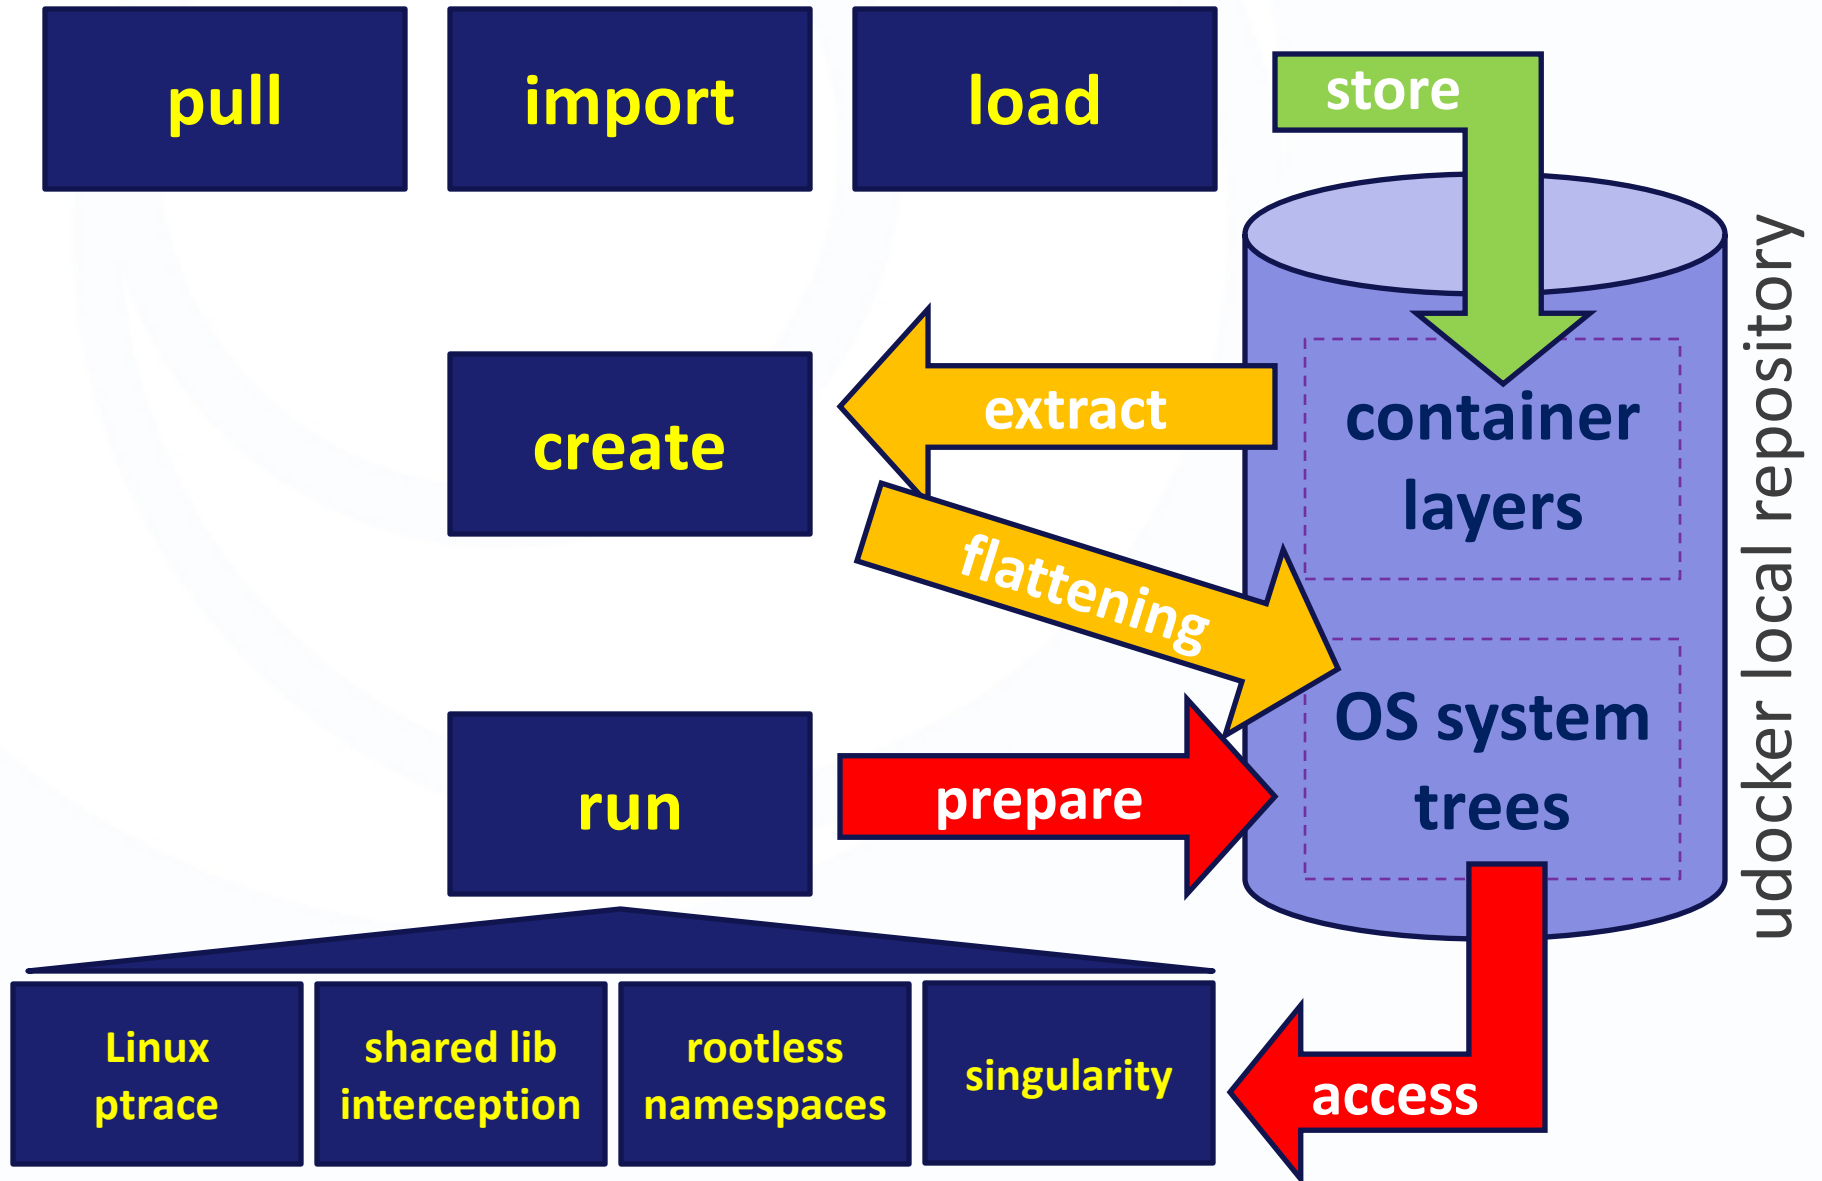 pull
import
load
store
extract
create
container
layers
flattening
OS system
trees
run
prepare
udocker local repository
Linux
ptrace
shared lib
interception
rootless
namespaces
singularity
access